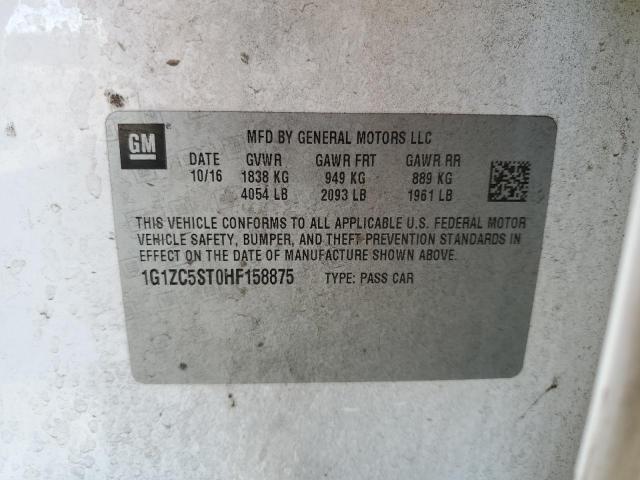 GM ® MFD BY GENERAL MOTORS LLC
DATE GVWR GAWR FRT GAWR RR
10/16 1838 KG 949 KG 889 KG
4054 LB 2093 LB 1961 LB
THIS VEHICLE CONFORMS TO ALL APPLICABLE U.S. FEDERAL MOTOR
VEHICLE SAFETY, BUMPER, AND THEFT PREVENTION STANDARDS IN
EFFECT ON THE DATE OF MANUFACTURE SHOWN ABOVE.
1G1ZC5ST0HF158875 TYPE: PASS CAR